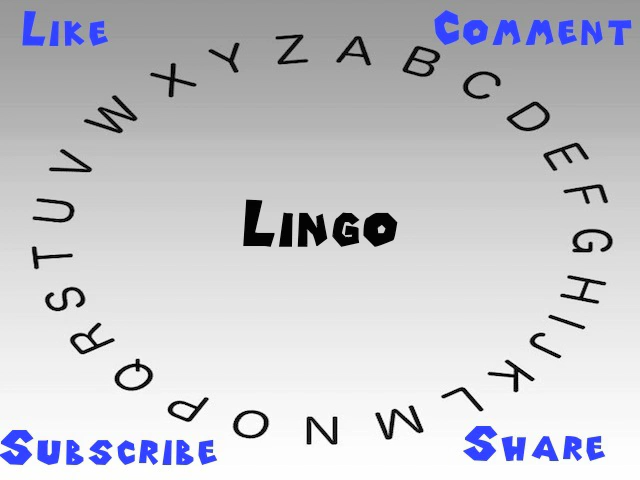 Like
Comment
A B C D E F G H I J K L M N O P Q R S T U V W X Y Z
Lingo
Subscribe
Share